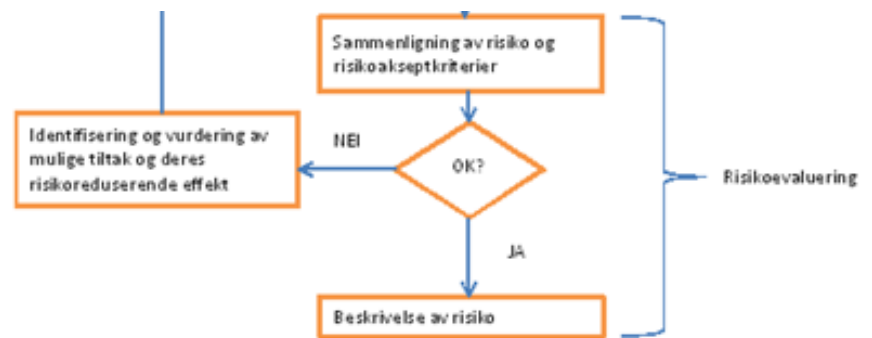 Sammenligning av risiko og
risikoakseptkriterier
Identifisering og vurdering av
mulige tiltak og deres
risikoreduserende effekt
NEI
OK?
Risikoevaluering
JA
Beskrivelse av risiko